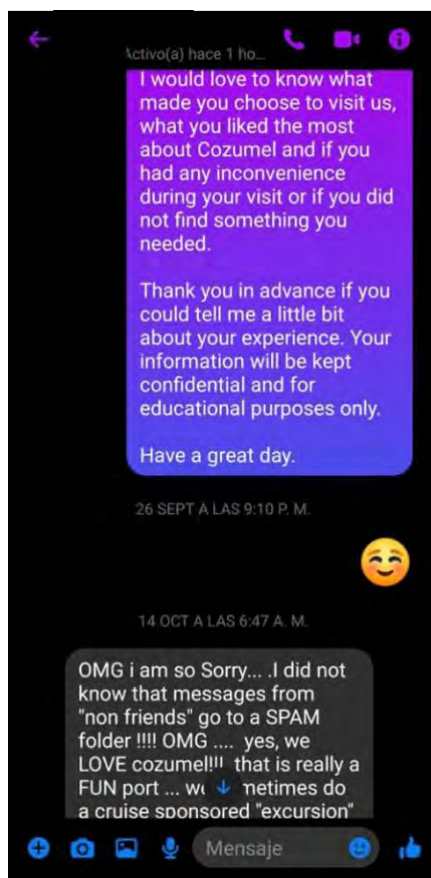 Activo(a) hace 1 ho...
I would love to know what
made you choose to visit us,
what you liked the most
about Cozumel and if you
had any inconvenience
during your visit or if you did
not find something you
needed.
Thank you in advance if you
could tell me a little bit
about your experience. Your
information will be kept
confidential and for
educational purposes only.
Have a great day.
26 SEPT A LAS 9:10 P. M.
14 OCT A LAS 6:47 A. M.
OMG i am so Sorry... .I did not
know that messages from
"non friends" go to a SPAM
folder !!!! OMG .... yes, we
LOVE cozumel!!! that is really a
FUN port ... do
a cruise sponsored "excursion"
Mensaje